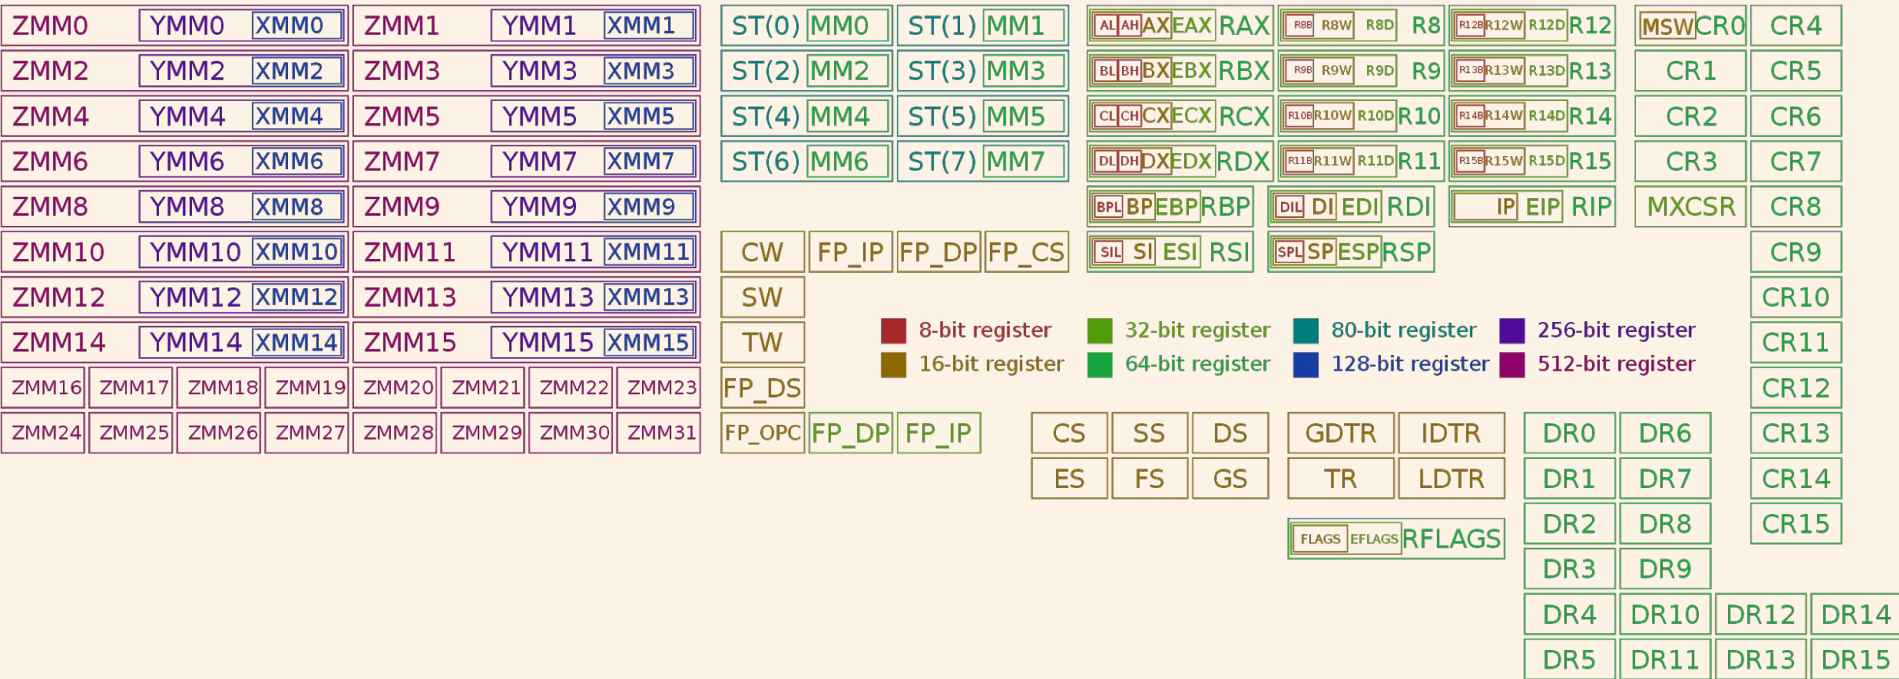 ZMM0 YMM0 XMM0 ZMM1 YMM1 XMM1 ST(0) MM0 ST(1) MM1 AL AH AX EAX RAX R8B R8W R8D R8 R12B R12W R12D R12 MSW CR0 CR4
ZMM2 YMM2 XMM2 ZMM3 YMM3 XMM3 ST(2) MM2 ST(3) MM3 BL BH BX EBX RBX R9B R9W R9D R9 R13B R13W R13D R13 CR1 CR5
ZMM4 YMM4 XMM4 ZMM5 YMM5 XMM5 ST(4) MM4 ST(5) MM5 CL CH CX ECX RCX R10B R10W R10D R10 R14B R14W R14D R14 CR2 CR6
ZMM6 YMM6 XMM6 ZMM7 YMM7 XMM7 ST(6) MM6 ST(7) MM7 DL DH DX EDX RDX R11B R11W R11D R11 R15B R15W R15D R15 CR3 CR7
ZMM8 YMM8 XMM8 ZMM9 YMM9 XMM9 BPL BP EBP RBP DIL DI EDI RDI IP EIP RIP MXCSR CR8
ZMM10 YMM10 XMM10 ZMM11 YMM11 XMM11 CW FP_IP FP_DP FP_CS SIL SI ESI RSI SPL SP ESP RSP CR9
ZMM12 YMM12 XMM12 ZMM13 YMM13 XMM13 SW CR10
ZMM14 YMM14 XMM14 ZMM15 YMM15 XMM15 TW 8-bit register 32-bit register 80-bit register 256-bit register CR11
ZMM16 ZMM17 ZMM18 ZMM19 ZMM20 ZMM21 ZMM22 ZMM23 FP_DS 16-bit register 64-bit register 128-bit register 512-bit register CR12
ZMM24 ZMM25 ZMM26 ZMM27 ZMM28 ZMM29 ZMM30 ZMM31 FP_OPC FP_DP FP_IP CS SS DS GDTR IDTR DR0 DR6 CR13
ES FS GS TR LDTR DR1 DR7 CR14
FLAGS EFLAGS RFLAGS DR2 DR8 CR15
DR3 DR9
DR4 DR10 DR12 DR14
DR5 DR11 DR13 DR15